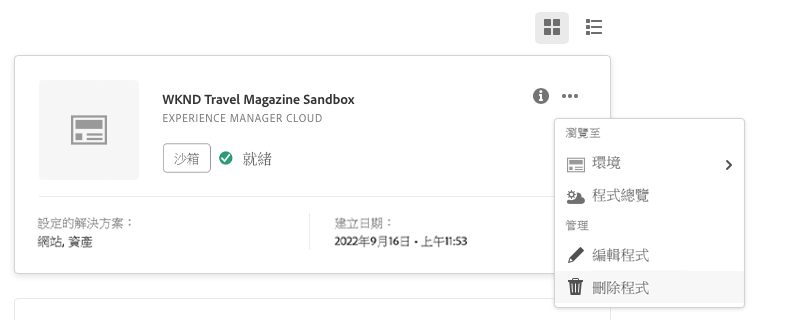 WKND Travel Magazine Sandbox
EXPERIENCE MANAGER CLOUD
沙箱 就緒
設定的解決方案：
網站, 資產
建立日期：
2022年9月16日 • 上午11:53
瀏覽至
環境
程式總覽
管理
編輯程式
刪除程式